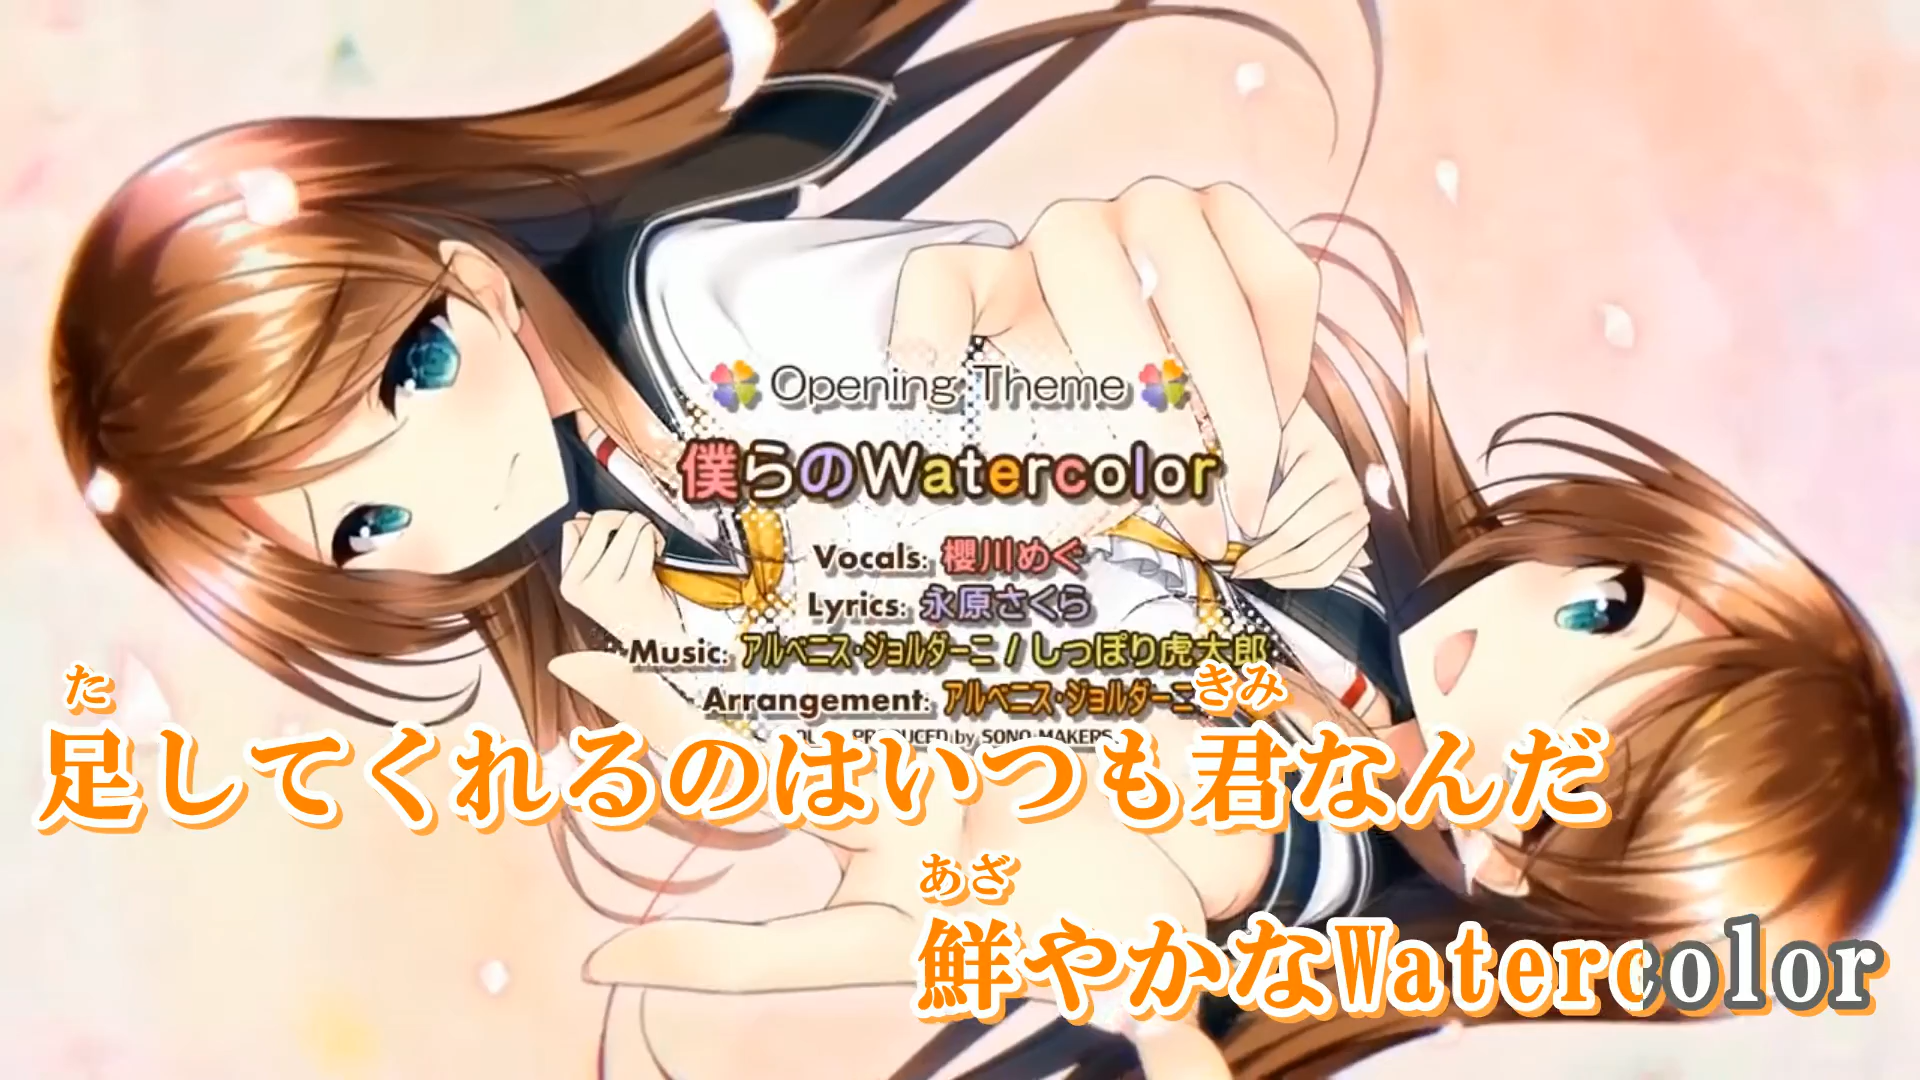 Opening Theme
僕らのWatercolor
Vocals: 櫻川めぐ
Lyrics: 永原さくら
Music: アルベニス・ジョルダーニ / しっぽり虎太郎
Arrangement: アルベニス・ジョルダーニ
PRODUCED by SONO MAKERS
た きみ
足してくれるのはいつも君なんだ
あざ
鮮やかなWatercolor